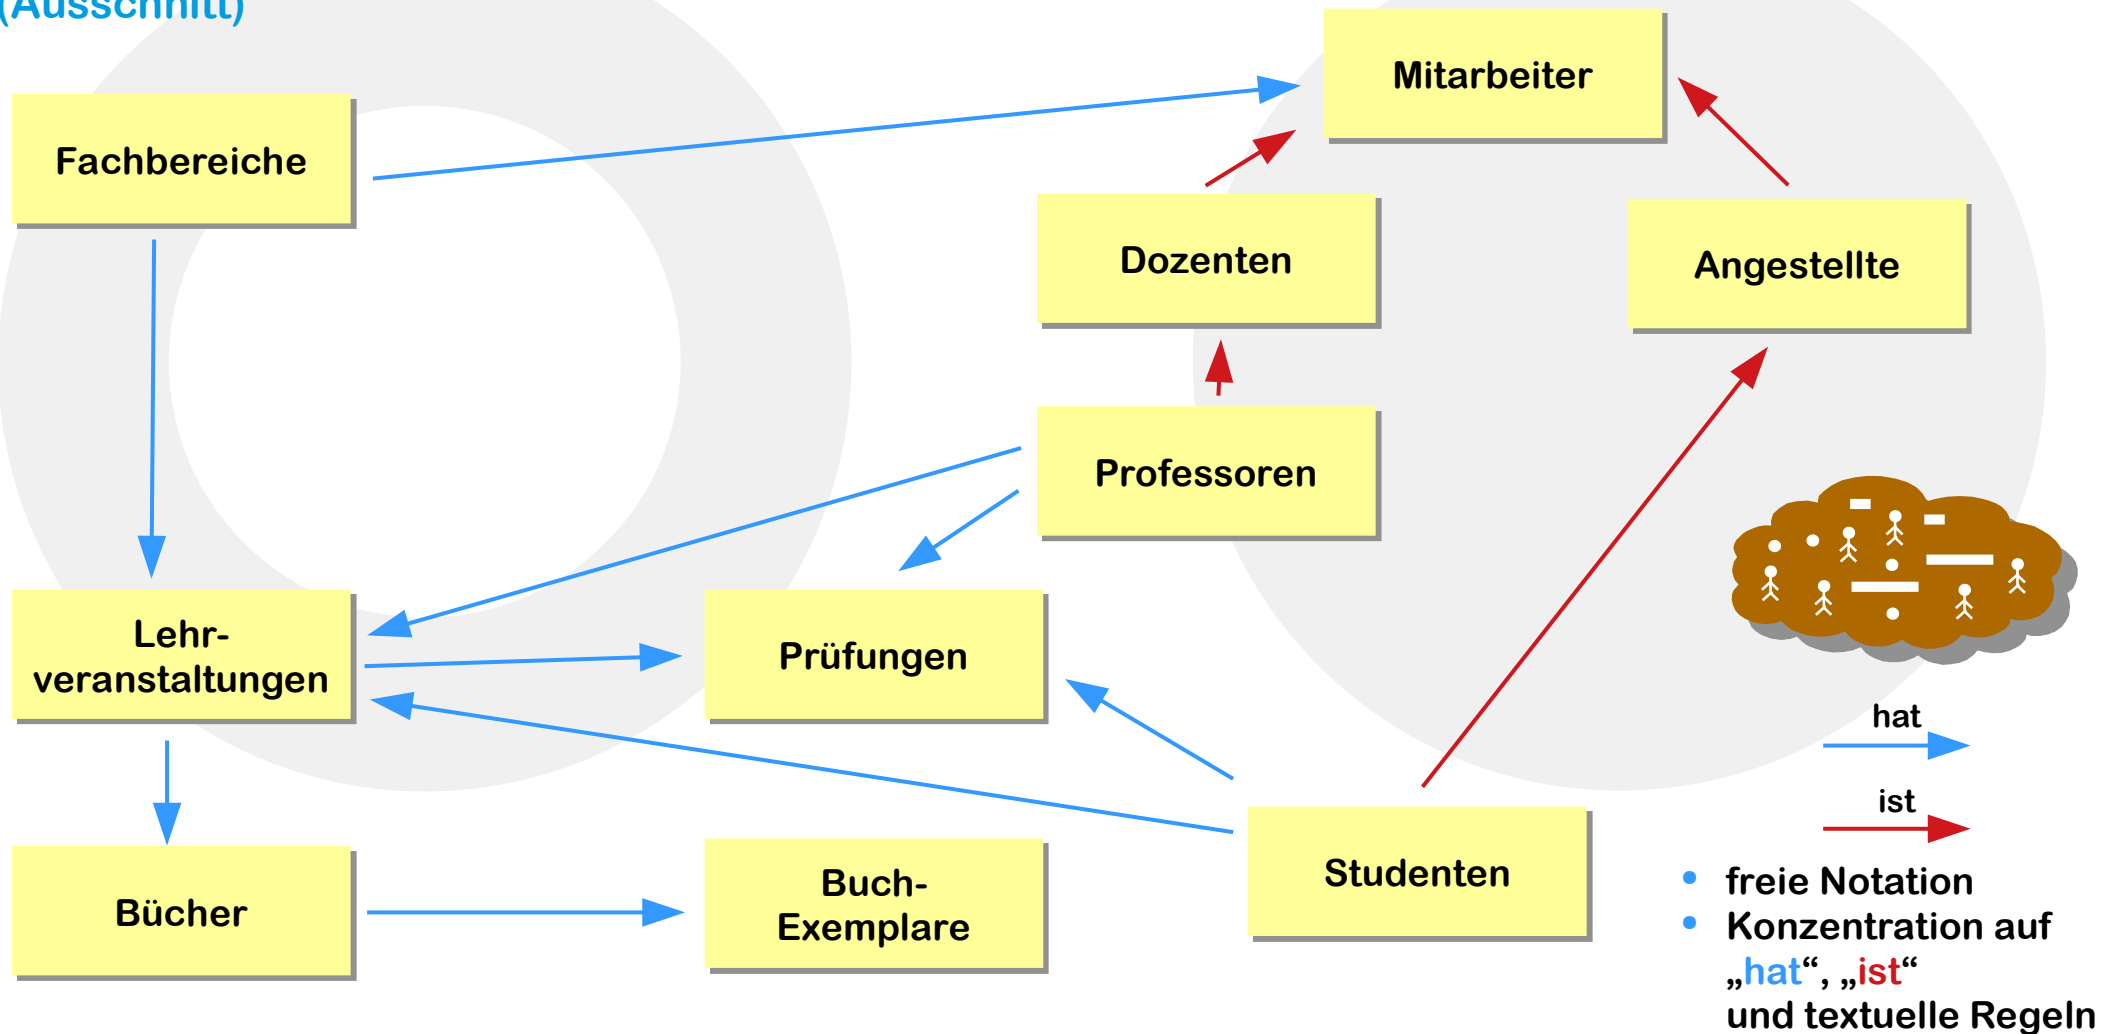 (Ausschnitt)
Mitarbeiter
Fachbereiche
Dozenten
Angestellte
Professoren
Lehr-
veranstaltungen
Prüfungen
hat
ist
Bücher
Buch-
Exemplare
Studenten
• freie Notation
• Konzentration auf
„hat“, „ist“
und textuelle Regeln